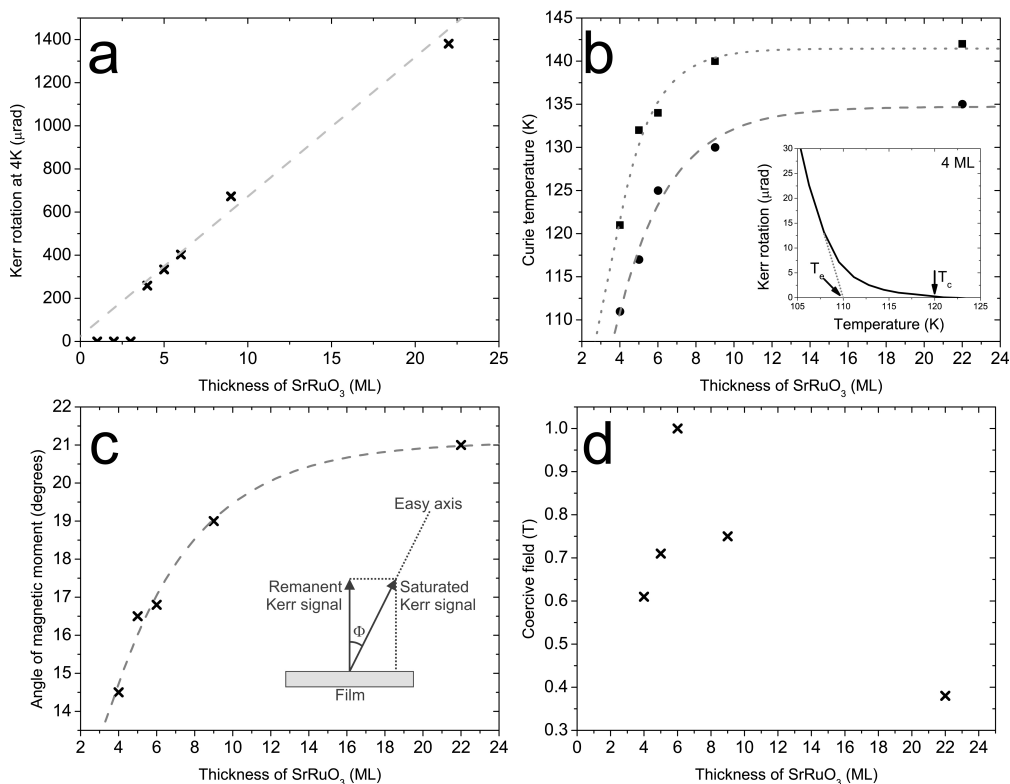 a
1400
1200
1000
800
600
400
200
0
Kerr rotation at 4K (μrad)
0 5 10 15 20 25
Thickness of SrRuO₃ (ML)
b
145
140
135
130
125
120
115
110
Curie temperature (K)
2 4 6 8 10 12 14 16 18 20 22 24
Thickness of SrRuO₃ (ML)
4 ML
30
25
20
15
10
5
0
Kerr rotation (μrad)
Tₑ
T꜀
105 110 115 120 125
Temperature (K)
c
22
21
20
19
18
17
16
15
14
Angle of magnetic moment (degrees)
2 4 6 8 10 12 14 16 18 20 22 24
Thickness of SrRuO₃ (ML)
Easy axis
Remanent
Kerr signal
Saturated
Kerr signal
Φ
Film
d
1.0
0.9
0.8
0.7
0.6
0.5
0.4
0.3
Coercive field (T)
0 2 4 6 8 10 12 14 16 18 20 22 24
Thickness of SrRuO₃ (ML)